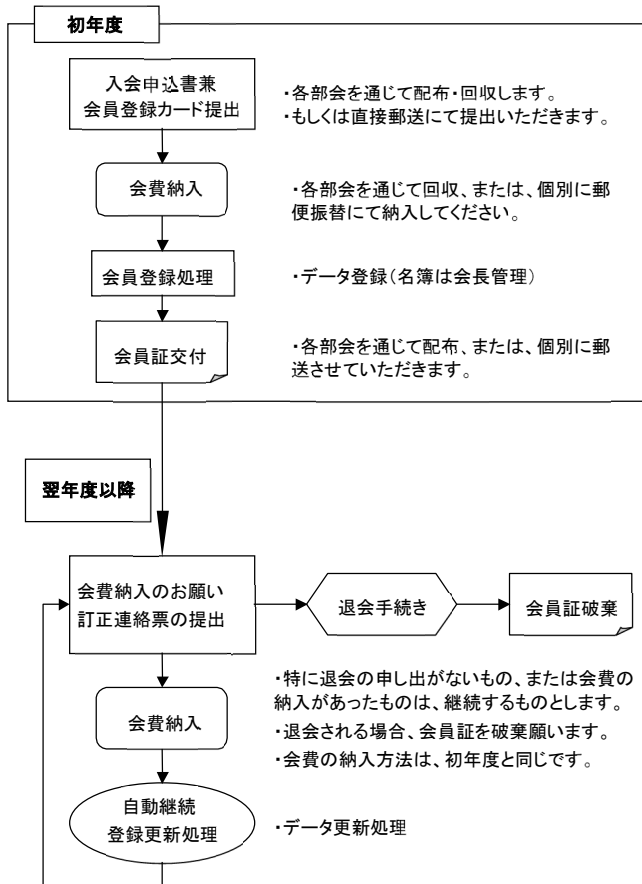 初年度
入会申込書兼
会員登録カード提出
・各部会を通じて配布・回収します。
・もしくは直接郵送にて提出いただきます。
会費納入
・各部会を通じて回収、または、個別に郵
便振替にて納入してください。
会員登録処理
・データ登録(名簿は会長管理)
会員証交付
・各部会を通じて配布、または、個別に郵
送させていただきます。
翌年度以降
会費納入のお願い
訂正連絡票の提出
退会手続き
会員証破棄
・特に退会の申し出がないもの、または会費の
納入があったものは、継続するものとします。
・退会される場合、会員証を破棄願います。
・会費の納入方法は、初年度と同じです。
会費納入
自動継続
登録更新処理
・データ更新処理